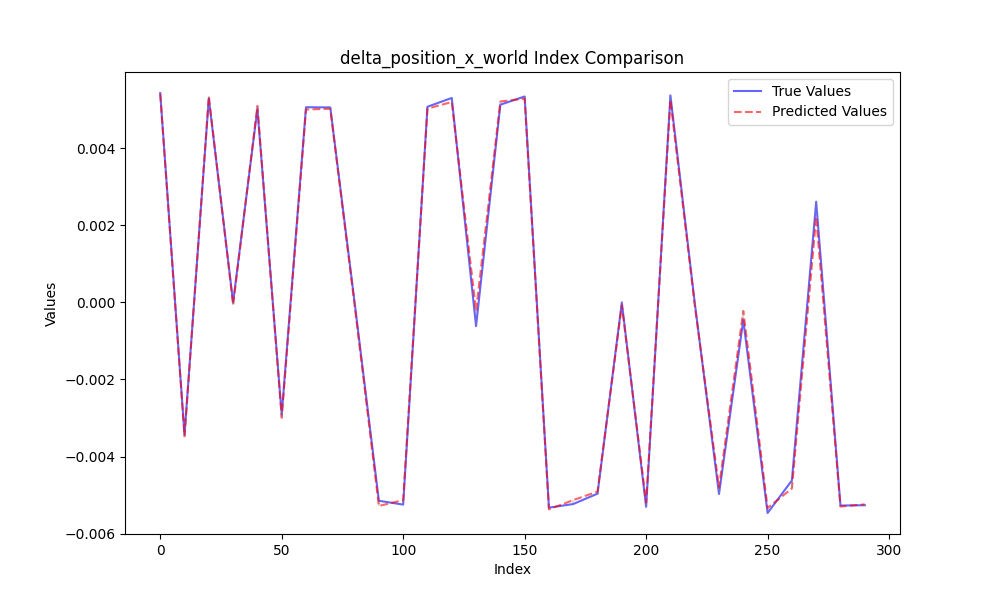 delta_position_x_world Index Comparison
True Values
Predicted Values
Values
0.004
0.002
0.000
−0.002
−0.004
−0.006
0 50 100 150 200 250 300
Index